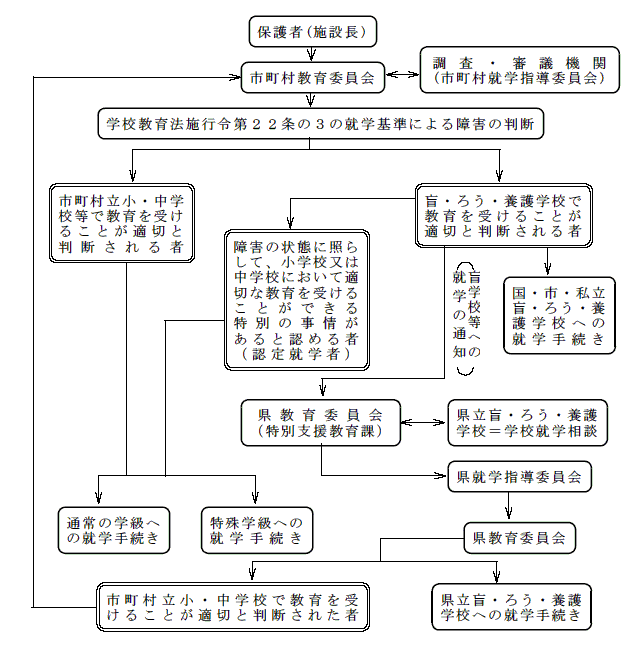 保護者(施設長)
市町村教育委員会
調査・審議機関
(市町村就学指導委員会)
学校教育法施行令第22条の3の就学基準による障害の判断
市町村立小・中学
校等で教育を受け
ることが適切と
判断される者
盲・ろう・養護学校で
教育を受けることが
適切と判断される者
障害の状態に照ら
して、小学校又は
中学校において適
切な教育を受ける
ことができる
特別の事情が
あると認める者
(認定就学者)
(盲学校等への
就学の通知)
国・市・私立
盲・ろう・養
護学校への
就学手続き
県教育委員会
(特別支援教育課)
県立盲・ろう・養護
学校=学校就学相談
県就学指導委員会
通常の学級へ
の就学手続き
特殊学級への
就学手続き
県教育委員会
市町村立小・中学校で教育を受
けることが適切と判断された者
県立盲・ろう・養護
学校への就学手続き